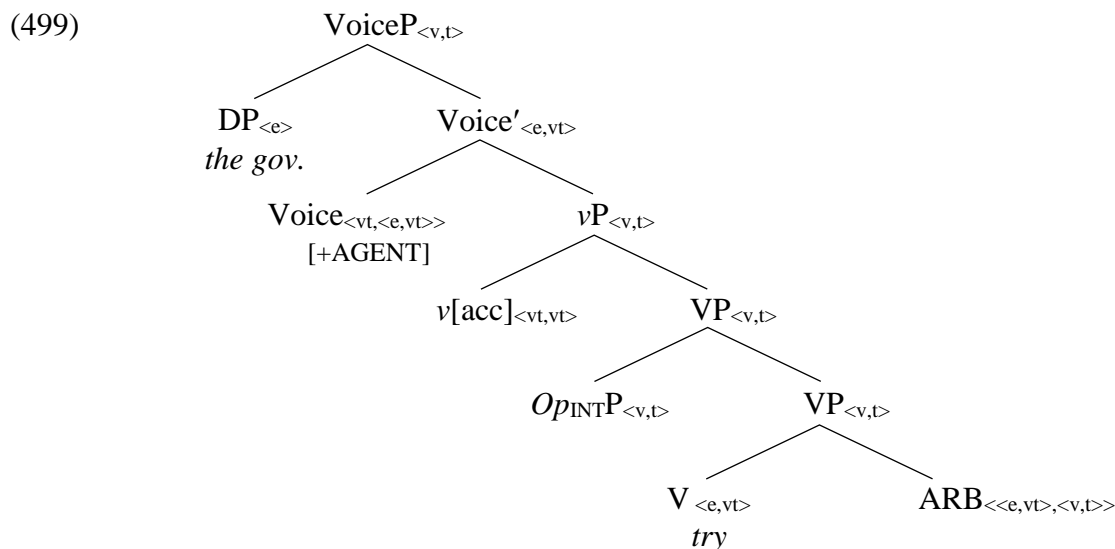 (499) VoiceP<v,t>
DP<e> Voice′<e,vt>
the gov.
Voice<vt,<e,vt>> vP<v,t>
[+AGENT]
v[acc]<vt,vt> VP<v,t>
OpINTP<v,t> VP<v,t>
V <e,vt> ARB<<e,vt>,<v,t>>
try